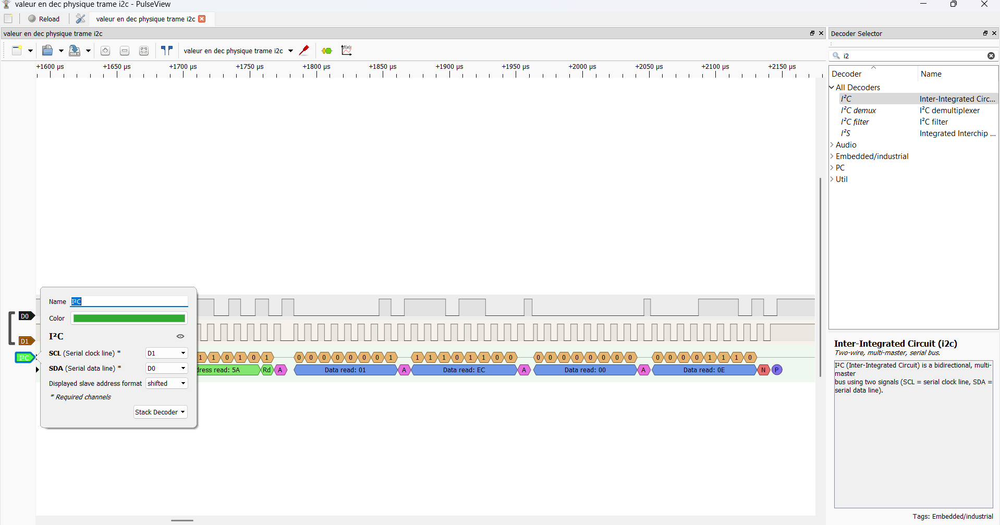 valeur en dec physique trame i2c - PulseView
Reload
valeur en dec physique trame i2c
valeur en dec physique trame i2c
valeur en dec physique trame i2c
+1600 µs +1650 µs +1700 µs +1750 µs +1800 µs +1850 µs +1900 µs +1950 µs +2000 µs +2050 µs +2100 µs +2150 µs
Name I²C
Color
I²C
SCL (Serial clock line) * D1
SDA (Serial data line) * D0
Displayed slave address format shifted
* Required channels
Stack Decoder
D0
D1
I²C
1 1 0 1 0 1 0 0 0 0 0 0 0 1 1 1 1 0 1 1 0 0 0 0 0 0 0 0 0 0 0 0 0 0 1 1 1 0
dress read: 5A Rd A Data read: 01 A Data read: EC A Data read: 00 A Data read: 0E N P
Decoder Selector
i2
Decoder Name
All Decoders
I²C Inter-Integrated Circ...
I²C demux I²C demultiplexer
I²C filter I²C filter
I²S Integrated Interchip ...
Audio
Embedded/industrial
PC
Util
Inter-Integrated Circuit (i2c)
Two-wire, multi-master, serial bus.
I²C (Inter-Integrated Circuit) is a bidirectional, multi-
master
bus using two signals (SCL = serial clock line, SDA =
serial data line).
Tags: Embedded/industrial